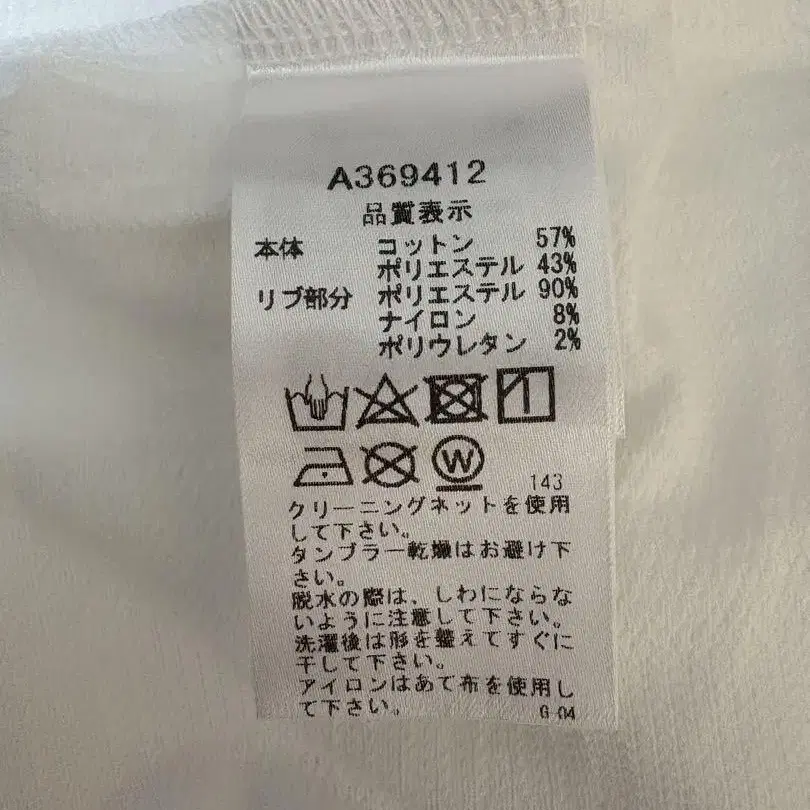 A369412
品質表示
本体 コットン 57%
ポリエステル 43%
リブ部分 ポリエステル 90%
ナイロン 8%
ポリウレタン 2%
W
143
クリーニングネットを使用
して下さい。
タンブラー乾燥はお避け下
さい。
脱水の際は、しわにならな
いように注意して下さい。
洗濯後は形を整えてすぐに
干して下さい。
アイロンはあて布を使用し
て下さい。
G-04